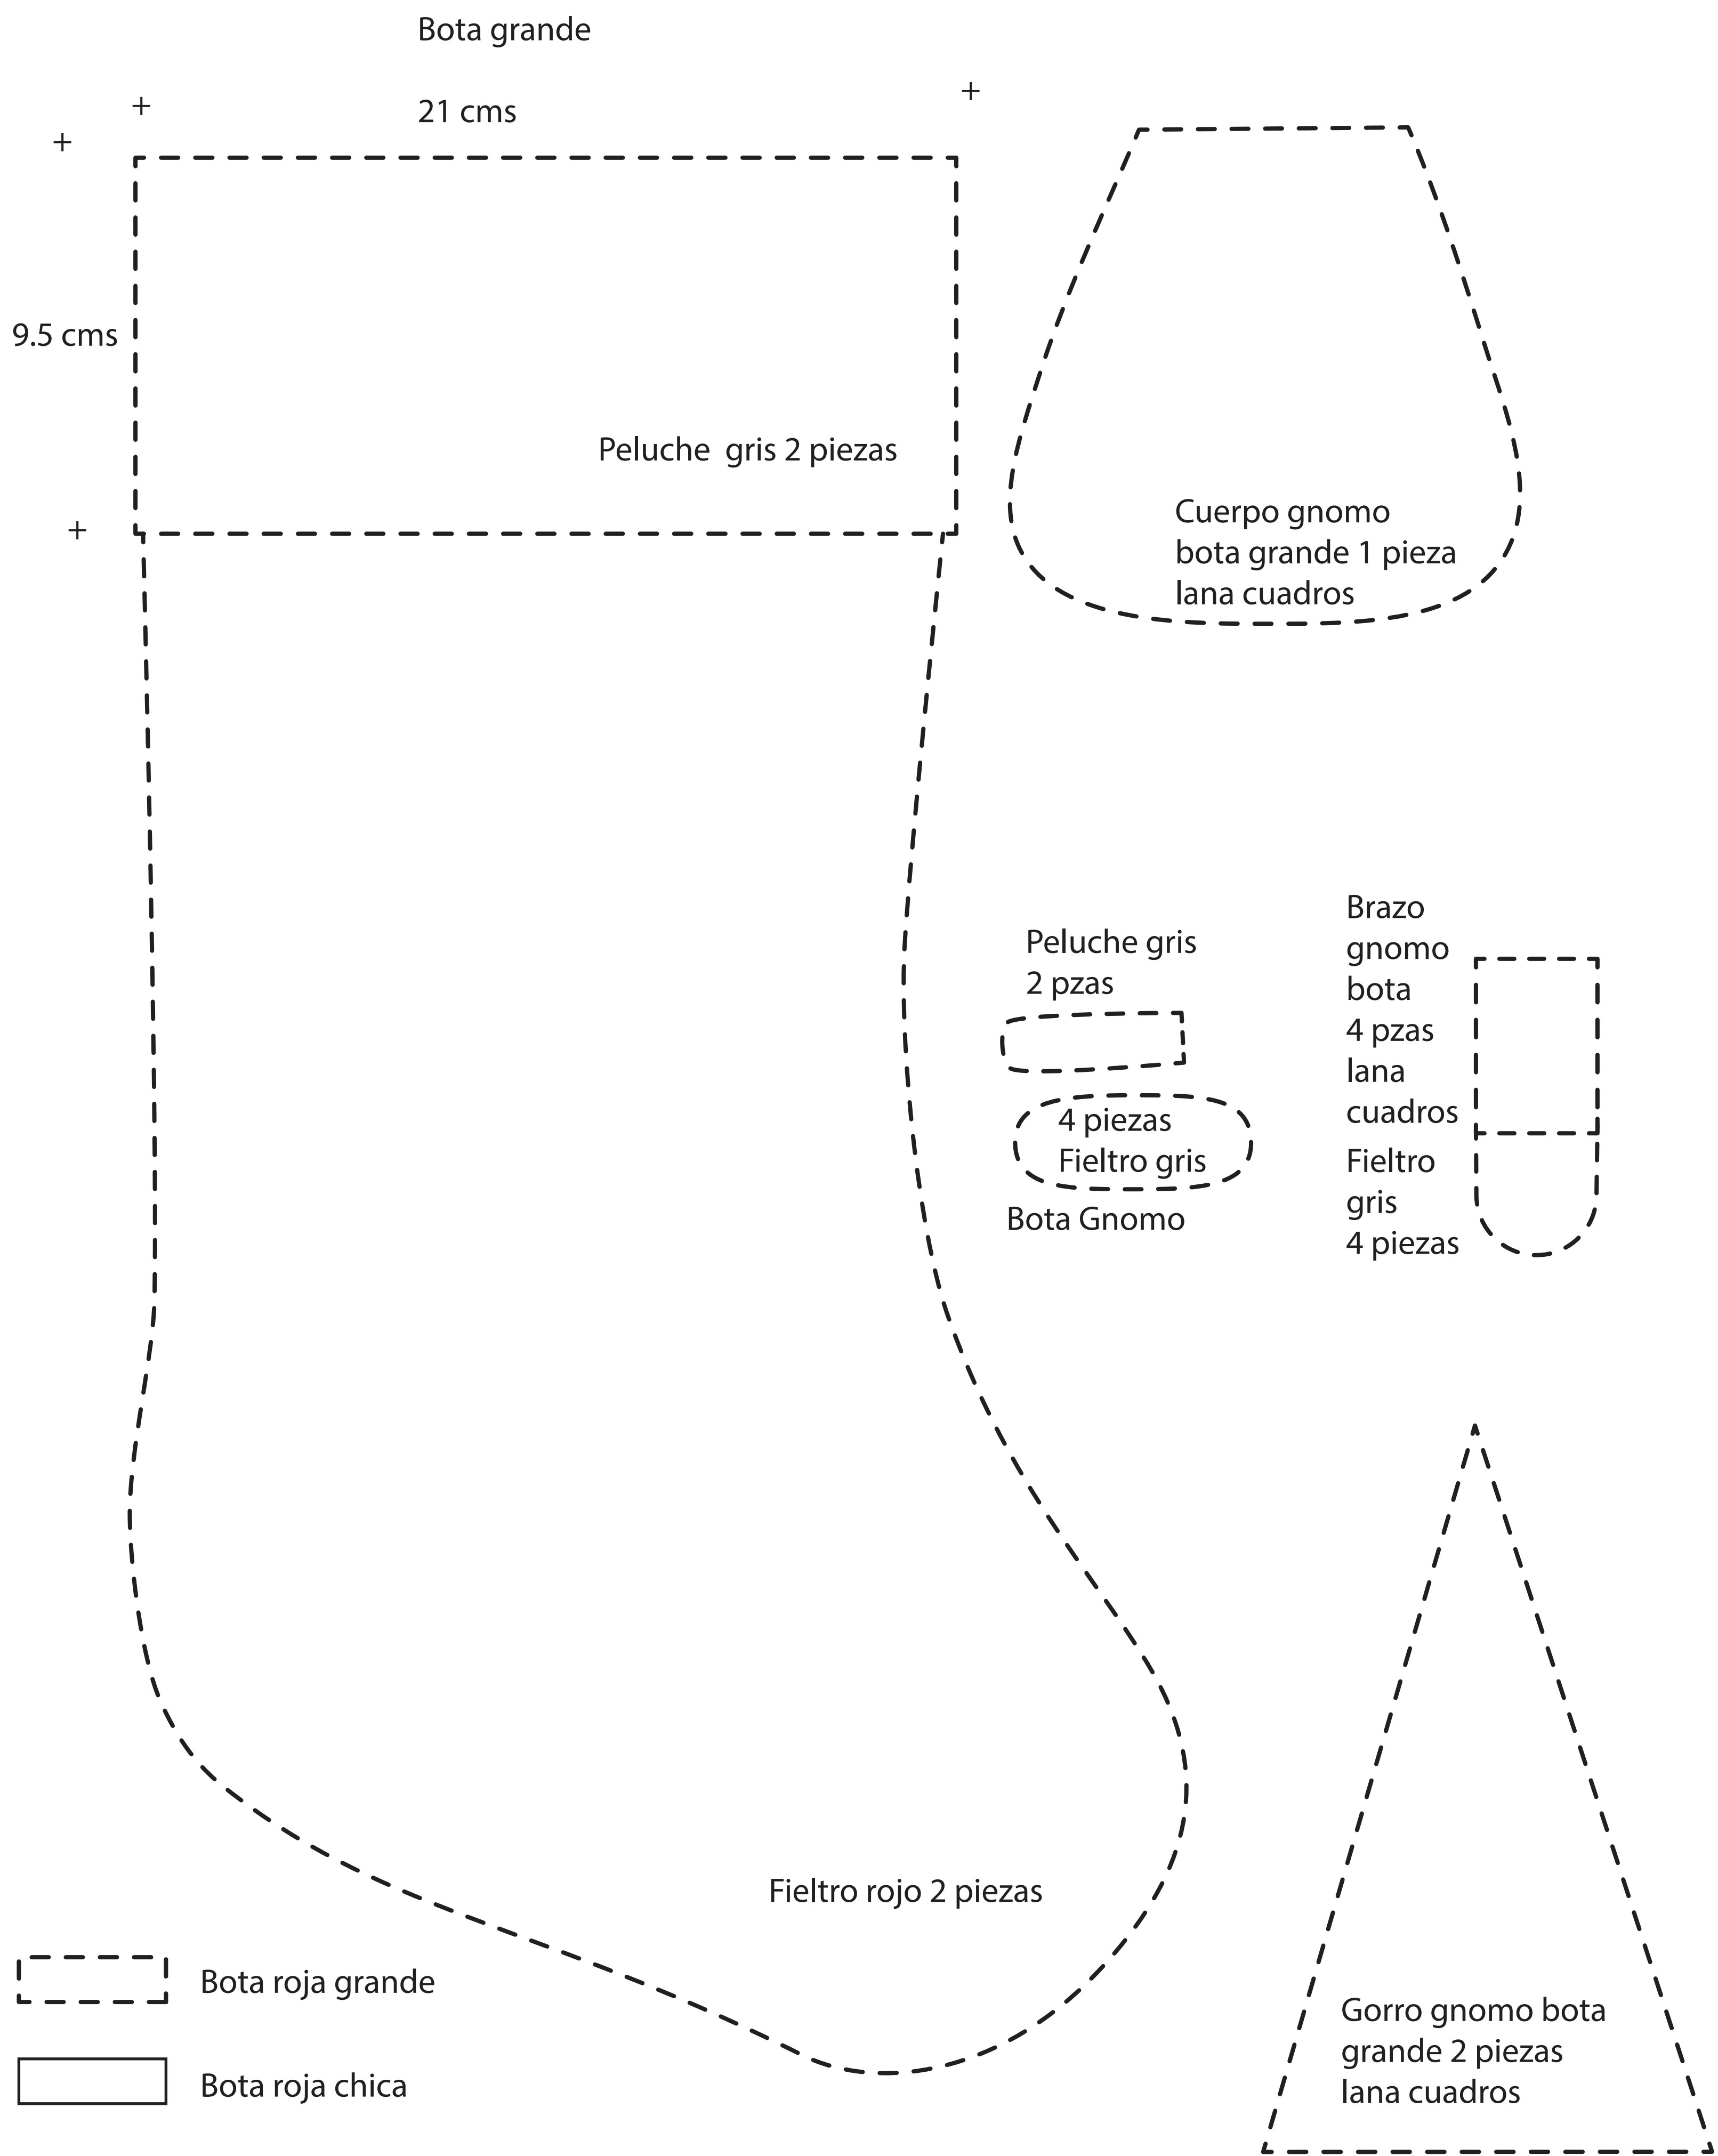 Bota grande
21 cms
9.5 cms
Peluche  gris 2 piezas
Cuerpo gnomo
bota grande 1 pieza
lana cuadros
Peluche gris
2 pzas
4 piezas
Fieltro gris
Bota Gnomo
Brazo
gnomo
bota
4 pzas
lana
cuadros
Fieltro
gris
4 piezas
Fieltro rojo 2 piezas
Bota roja grande
Bota roja chica
Gorro gnomo bota
grande 2 piezas
lana cuadros